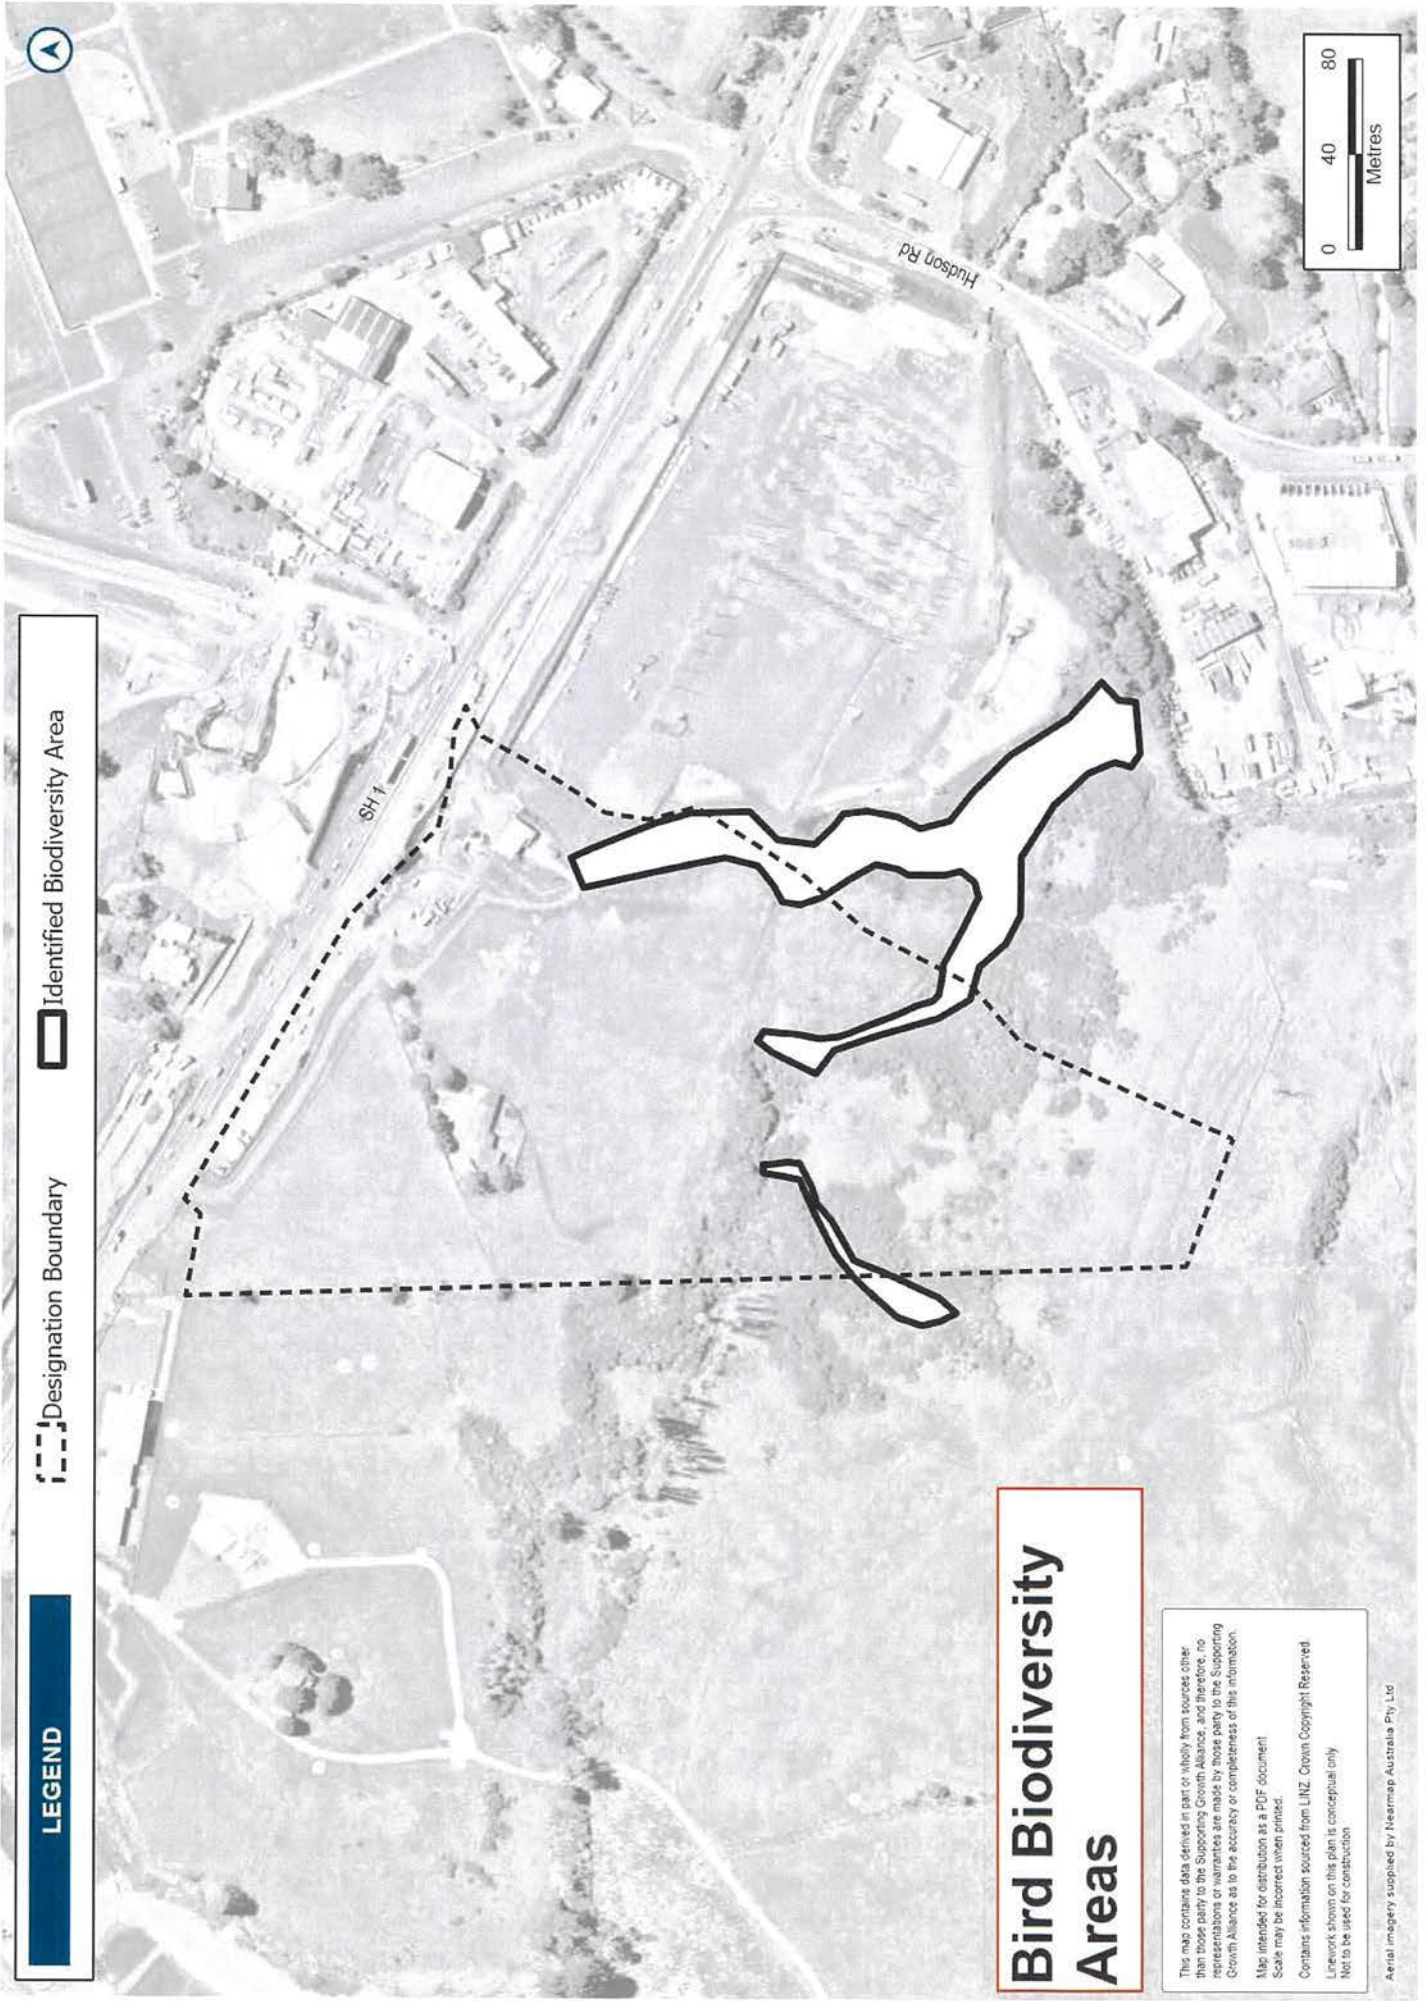 LEGEND
Designation Boundary
Identified Biodiversity Area
SH 1
Hudson Rd
0 40 80
Metres
Bird Biodiversity
Areas
This map contains data derived in part or wholly from sources other
than those party to the Supporting Growth Alliance, and therefore, no
representations or warranties are made by those party to the Supporting
Growth Alliance as to the accuracy or completeness of this information.
Map intended for distribution as a PDF document
Scale may be incorrect when printed.
Contains information sourced from LINZ. Crown Copyright Reserved.
Linework shown on this plan is conceptual only
Not to be used for construction
Aerial imagery supplied by Nearmap Australia Pty Ltd